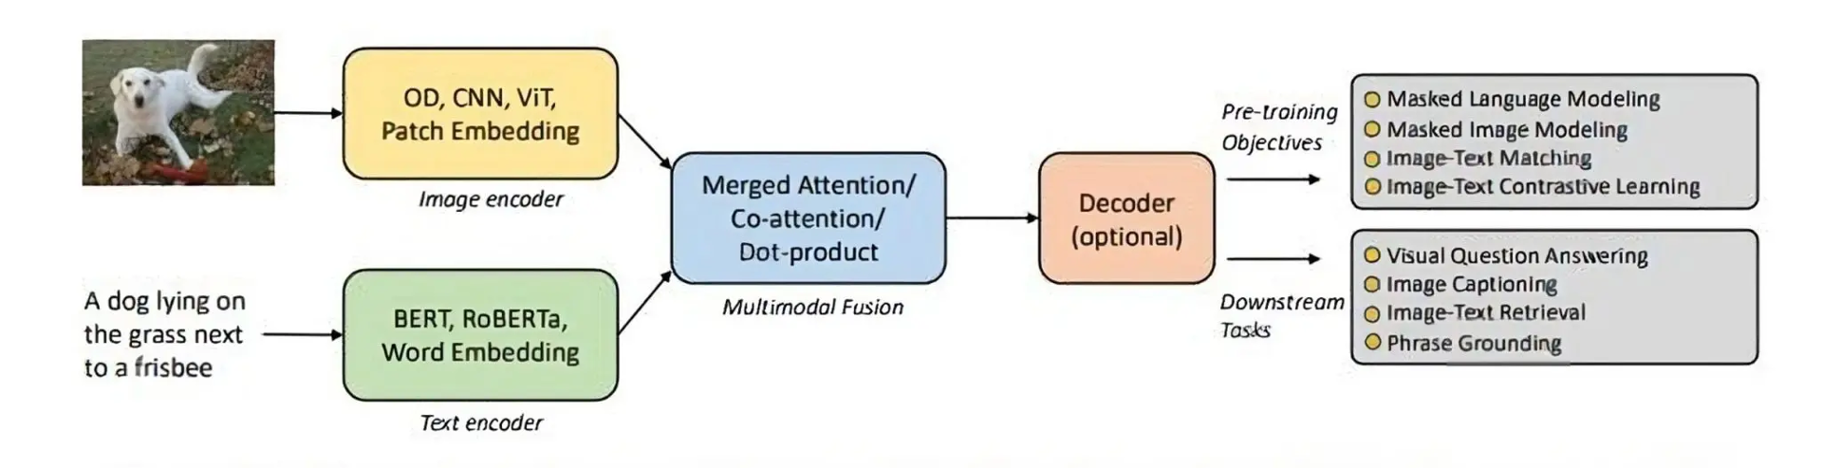 OD, CNN, ViT,
Patch Embedding
Image encoder
A dog lying on
the grass next
to a frisbee
BERT, RoBERTa,
Word Embedding
Text encoder
Merged Attention/
Co-attention/
Dot-product
Multimodal Fusion
Decoder
(optional)
Pre-training
Objectives
Masked Language Modeling
Masked Image Modeling
Image-Text Matching
Image-Text Contrastive Learning
Downstream
Tasks
Visual Question Answering
Image Captioning
Image-Text Retrieval
Phrase Grounding